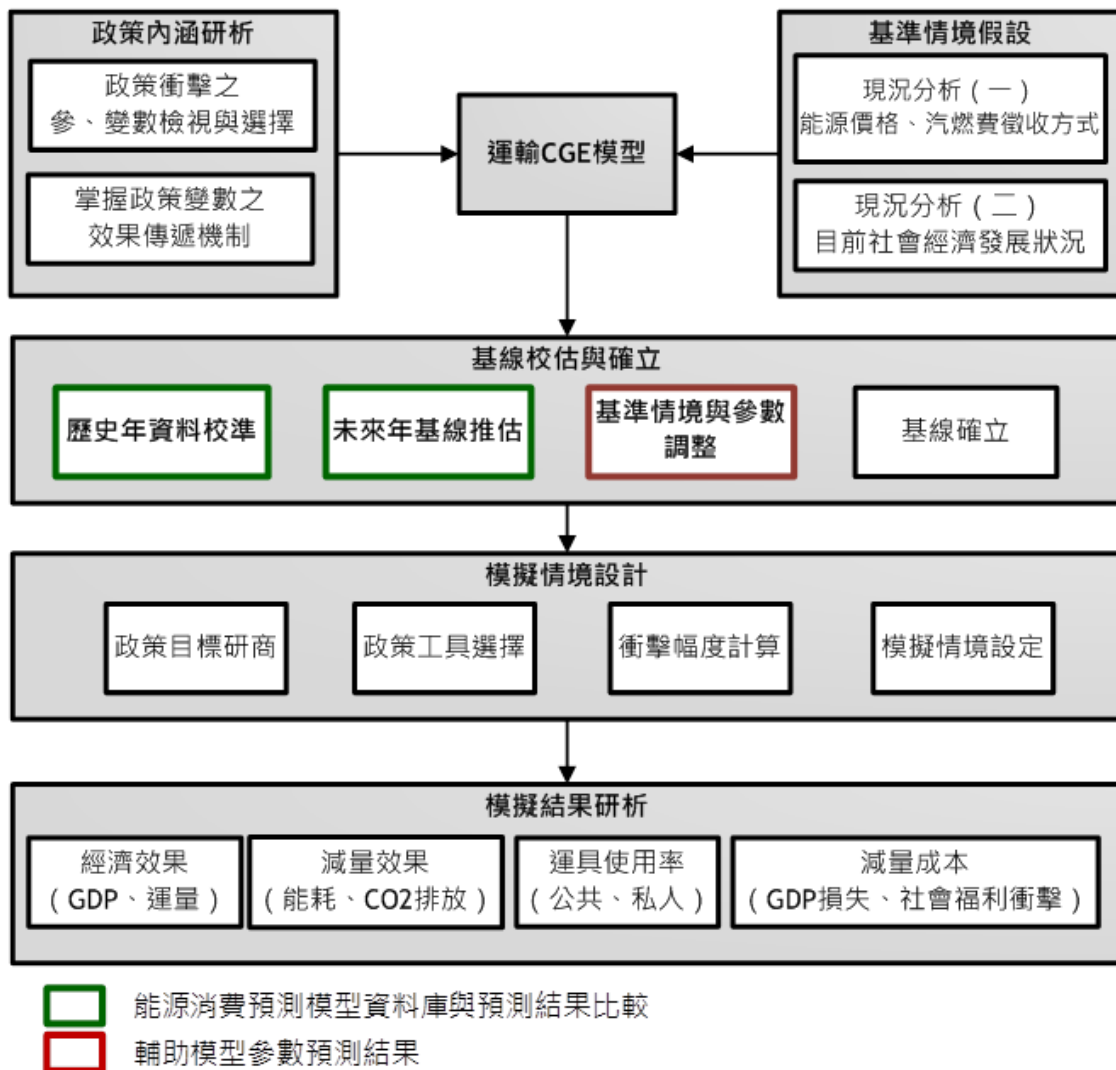 政策內涵研析
政策衝擊之
參、變數檢視與選擇
掌握政策變數之
效果傳遞機制
運輸CGE模型
基準情境假設
現況分析（一）
能源價格、汽燃費徵收方式
現況分析（二）
目前社會經濟發展狀況
基線校估與確立
歷史年資料校準
未來年基線推估
基準情境與參數
調整
基線確立
模擬情境設計
政策目標研商
政策工具選擇
衝擊幅度計算
模擬情境設定
模擬結果研析
經濟效果
（GDP、運量）
減量效果
（能耗、CO2排放）
運具使用率
（公共、私人）
減量成本
（GDP損失、社會福利衝擊）
能源消費預測模型資料庫與預測結果比較
輔助模型參數預測結果